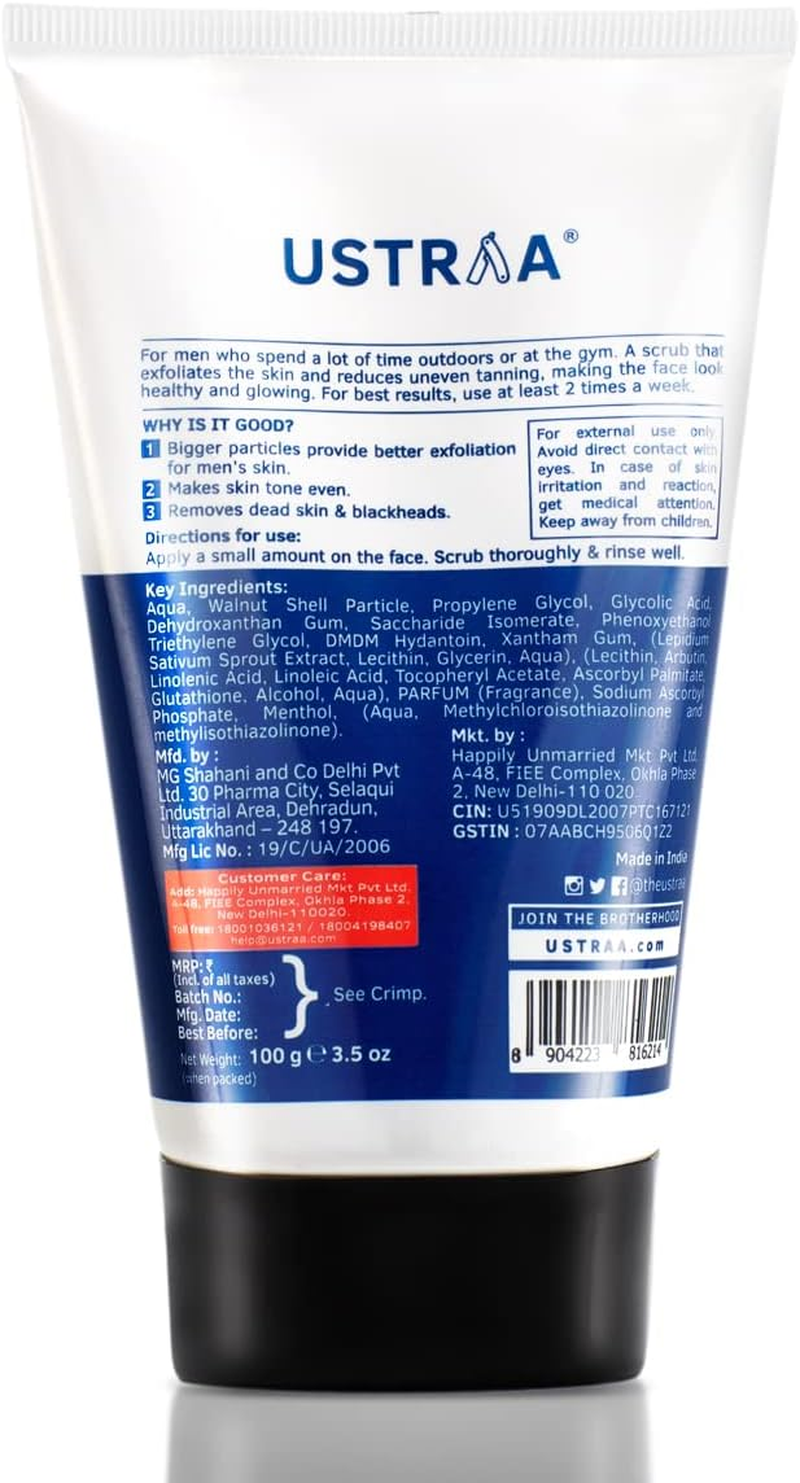 USTRAA®
For men who spend a lot of time outdoors or at the gym. A scrub that
exfoliates the skin and reduces uneven tanning, making the face look
healthy and glowing. For best results, use at least 2 times a week.
WHY IS IT GOOD?
1 Bigger particles provide better exfoliation
for men's skin.
2 Makes skin tone even.
3 Removes dead skin & blackheads.
For external use only.
Avoid direct contact with
eyes. In case of skin
irritation and reaction,
get medical attention.
Keep away from children.
Directions for use:
Apply a small amount on the face. Scrub thoroughly & rinse well.
Key Ingredients:
Aqua, Walnut Shell Particle, Propylene Glycol, Glycolic Acid,
Dehydroxanthan Gum, Saccharide Isomerate, Phenoxyethanol
Triethylene Glycol, DMDM Hydantoin, Xantham Gum, (Lepidium
Sativum Sprout Extract, Lecithin, Glycerin, Aqua), (Lecithin, Arbutin,
Linolenic Acid, Linoleic Acid, Tocopheryl Acetate, Ascorbyl Palmitate,
Glutathione, Alcohol, Aqua), PARFUM (Fragrance), Sodium Ascorbyl
Phosphate, Menthol, (Aqua, Methylchloroisothiazolinone and
methylisothiazolinone).
Mfd. by :
MG Shahani and Co Delhi Pvt
Ltd. 30 Pharma City, Selaqui
Industrial Area, Dehradun,
Uttarakhand – 248 197.
Mfg Lic No. : 19/C/UA/2006
Mkt. by :
Happily Unmarried Mkt Pvt Ltd.
A-48, FIEE Complex, Okhla Phase
2, New Delhi-110 020.
CIN: U51909DL2007PTC167121
GSTIN : 07AABCH9506Q1Z2
Made in India
@theustraa
JOIN THE BROTHERHOOD
USTRAA.com
Customer Care:
Add: Happily Unmarried Mkt Pvt Ltd.
A-48, FIEE Complex, Okhla Phase 2,
New Delhi-110020.
Toll free: 18001036121 / 18004198407
help@ustraa.com
MRP: ₹
(Incl. of all taxes)
Batch No.:
Mfg. Date:
Best Before:
See Crimp.
Net Weight: 100 g ℮ 3.5 oz
(when packed)
8 904223 816214